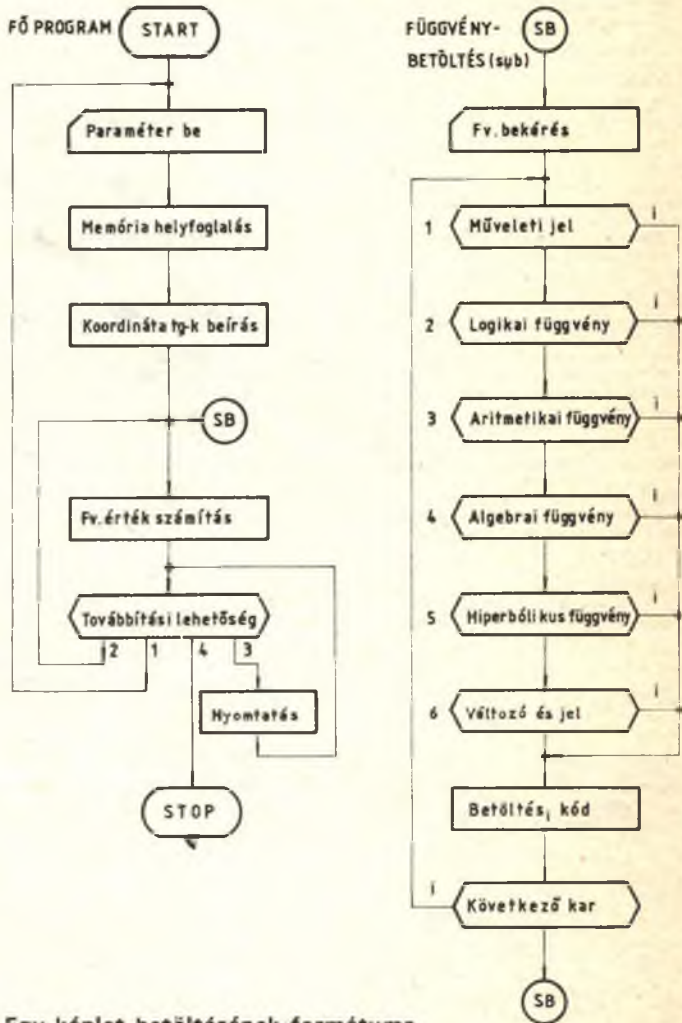 FŐ PROGRAM
START
Paraméter be
Memória helyfoglalás
Koordináta tg-k beírás
SB
Fv. érték számítás
Továbbítási lehetőség
2 1 4 3
Nyomtatás
STOP
FÜGGVÉNY-
BETÖLTÉS (sub)
SB
Fv. bekérés
1 Műveleti jel i
2 Logikai függvény i
3 Aritmetikai függvény i
4 Algebrai függvény i
5 Hiperbólikus függvény i
6 Változó és jel i
Betöltés, kód
i Következő kar
SB
Egy képlet betöltésének formátuma